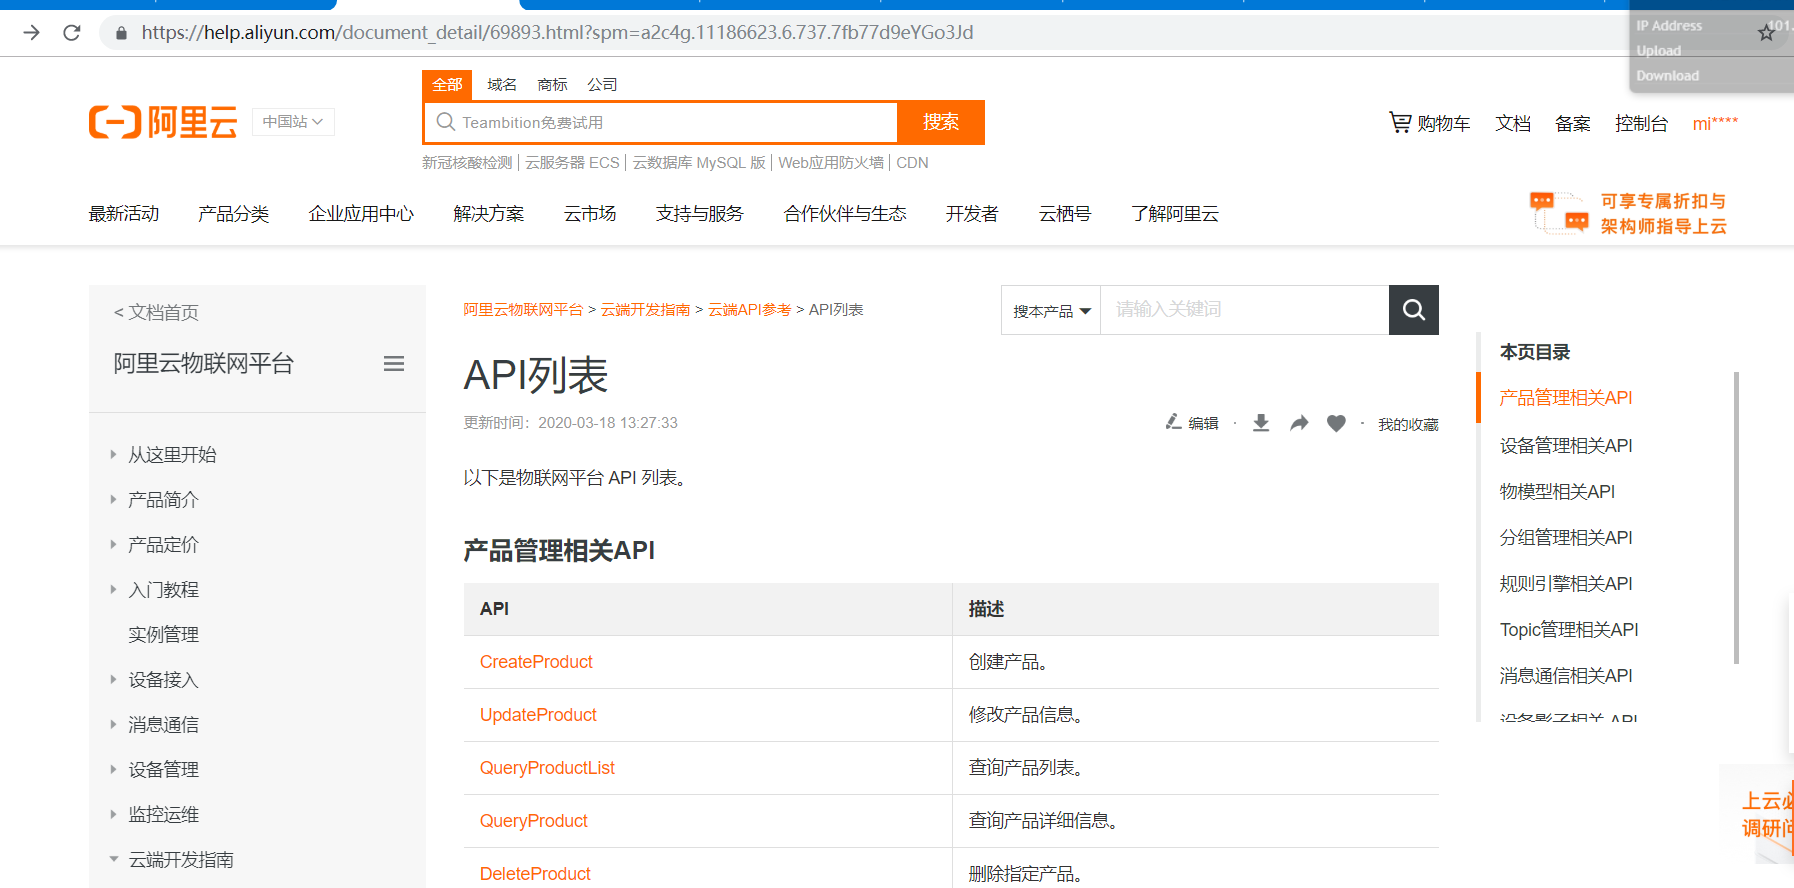 https://help.aliyun.com/document_detail/69893.html?spm=a2c4g.11186623.6.737.7fb77d9eYGo3Jd
IP Address 101.
Upload
Download
全部 域名 商标 公司
阿里云 中国站
Teambition免费试用 搜索
购物车 文档 备案 控制台 mi****
新冠核酸检测 | 云服务器 ECS | 云数据库 MySQL 版 | Web应用防火墙 | CDN
最新活动 产品分类 企业应用中心 解决方案 云市场 支持与服务 合作伙伴与生态 开发者 云栖号 了解阿里云
可享专属折扣与
架构师指导上云
< 文档首页
阿里云物联网平台
从这里开始
产品简介
产品定价
入门教程
实例管理
设备接入
消息通信
设备管理
监控运维
云端开发指南
阿里云物联网平台 > 云端开发指南 > 云端API参考 > API列表
搜本产品 请输入关键词
API列表
更新时间：2020-03-18 13:27:33
编辑 · · 我的收藏
以下是物联网平台 API 列表。
产品管理相关API
API 描述
CreateProduct 创建产品。
UpdateProduct 修改产品信息。
QueryProductList 查询产品列表。
QueryProduct 查询产品详细信息。
DeleteProduct 删除指定产品。
本页目录
产品管理相关API
设备管理相关API
物模型相关API
分组管理相关API
规则引擎相关API
Topic管理相关API
消息通信相关API
设备影子相关 API
上云必
调研问